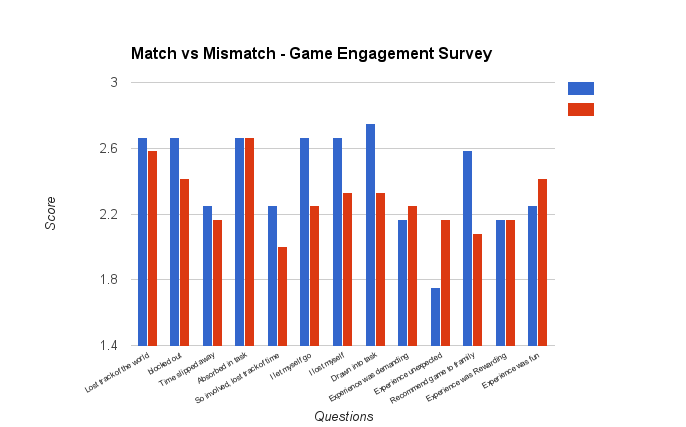 Match vs Mismatch - Game Engagement Survey
3
2.6
2.2
1.8
1.4
Score
Lost track of the world
blocked out
Time slipped away
Absorbed in task
So involved, lost track of time
I let myself go
I lost myself
Drawn into task
Experience was demanding
Experience unexpected
Recommend game to framily
Experience was Rewarding
Experience was fun
Questions